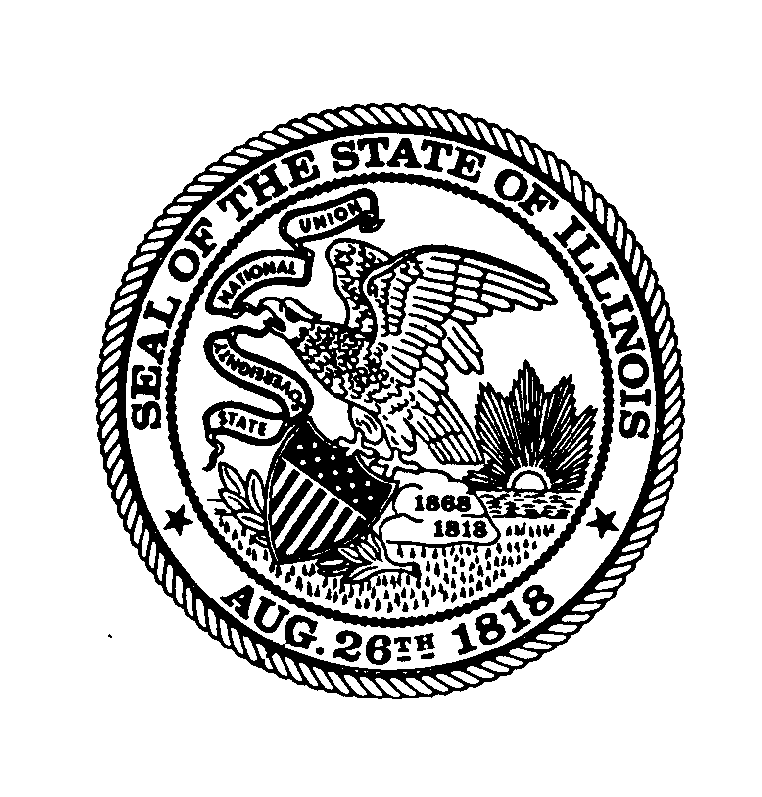 SEAL OF THE STATE OF ILLINOIS
UNION
NATIONAL
SOVEREIGNTY
STATE
1868
1818
AUG. 26TH 1818